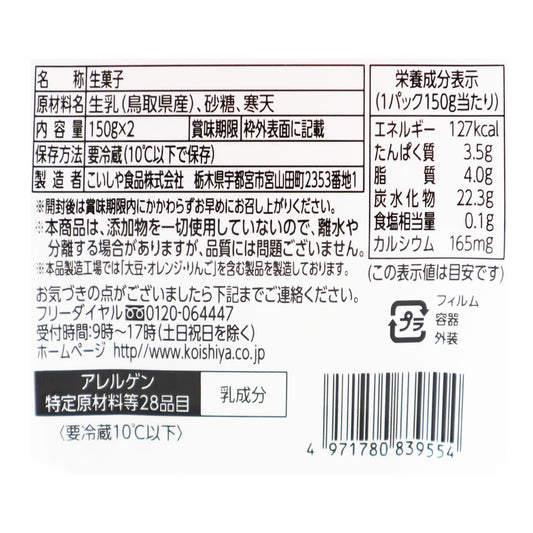 名称 生菓子
原材料名 生乳(鳥取県産)、砂糖、寒天
内容量 150g×2 賞味期限 枠外表面に記載
保存方法 要冷蔵(10℃以下で保存)
製造者 こいしや食品株式会社 栃木県宇都宮市宮山田町2353番地1
※開封後は賞味期限内にかかわらずお早めにお召し上がりください。
※本商品は、添加物を一切使用していないので、離水や
分離する場合がありますが、品質には問題ございません。
※本品製造工場では「大豆・オレンジ・りんご」を含む製品を製造しております。
お気づきの点がございましたら下記までご連絡ください。
フリーダイヤル 0120-064447
受付時間:9時~17時(土日祝日を除く)
ホームページ http://www.koishiya.co.jp
アレルゲン
特定原材料等28品目 乳成分
〈要冷蔵10℃以下〉
栄養成分表示
(1パック150g当たり)
エネルギー 127kcal
たんぱく質 3.5g
脂質 4.0g
炭水化物 22.3g
食塩相当量 0.1g
カルシウム 165mg
(この表示値は目安です)
プラ
フィルム
容器
外装
4 971780 839554